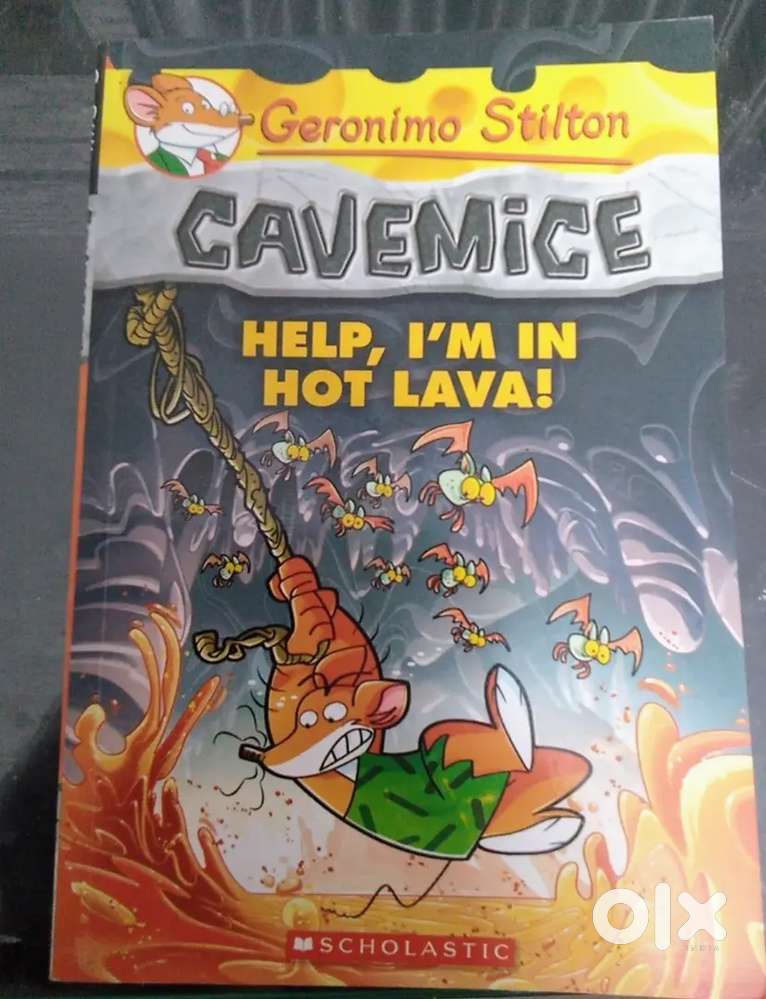 Geronimo Stilton
CAVEMiCE
HELP, I'M IN
HOT LAVA!
SCHOLASTIC
olx